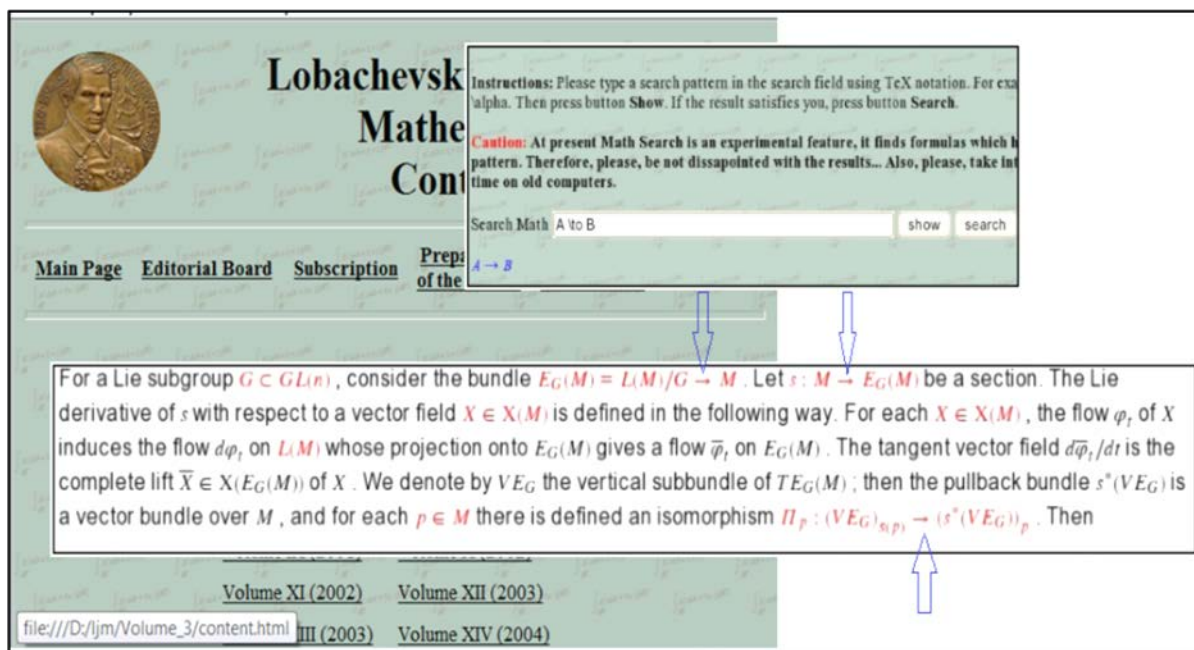 Lobachevsk
Mathe
Cont
Main Page Editorial Board Subscription Prepa
of the
Instructions: Please type a search pattern in the search field using TeX notation. For exa
\alpha. Then press button Show. If the result satisfies you, press button Search.
Caution: At present Math Search is an experimental feature, it finds formulas which h
pattern. Therefore, please, be not dissapointed with the results... Also, please, take int
time on old computers.
Search Math A \to B show search
A → B
For a Lie subgroup G ⊂ GL(n) , consider the bundle E_G(M) = L(M)/G → M . Let s : M → E_G(M) be a section. The Lie
derivative of s with respect to a vector field X ∈ X(M) is defined in the following way. For each X ∈ X(M) , the flow φ_t of X
induces the flow dφ_t on L(M) whose projection onto E_G(M) gives a flow φ̅_t on E_G(M) . The tangent vector field dφ̅_t/dt is the
complete lift X̅ ∈ X(E_G(M)) of X . We denote by VE_G the vertical subbundle of TE_G(M) ; then the pullback bundle s*(VE_G) is
a vector bundle over M , and for each p ∈ M there is defined an isomorphism Π_p : (VE_G)_{s(p)} → (s*(VE_G))_p . Then
Volume XI (2002) Volume XII (2003)
file:///D:/ljm/Volume_3/content.html III (2003) Volume XIV (2004)